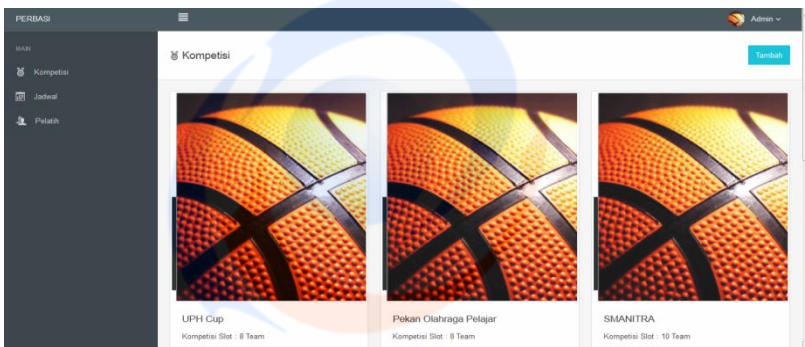 PERBASI
Admin
MAIN
Kompetisi
Jadwal
Pelatih
Kompetisi
Tambah
UPH Cup
Kompetisi Slot : 8 Team
Pekan Olahraga Pelajar
Kompetisi Slot : 8 Team
SMANITRA
Kompetisi Slot : 10 Team